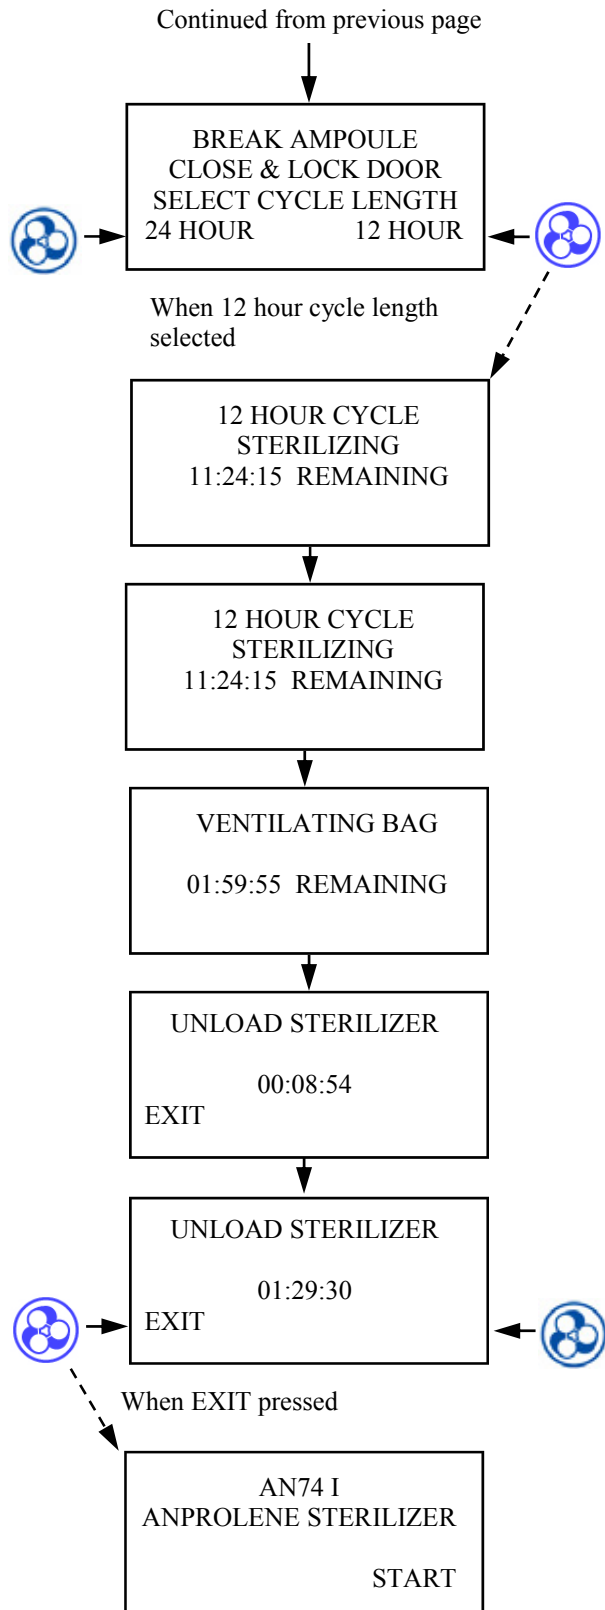 Continued from previous page
BREAK AMPOULE
CLOSE & LOCK DOOR
SELECT CYCLE LENGTH
24 HOUR 12 HOUR
When 12 hour cycle length
selected
12 HOUR CYCLE
STERILIZING
11:24:15 REMAINING
12 HOUR CYCLE
STERILIZING
11:24:15 REMAINING
VENTILATING BAG
01:59:55 REMAINING
UNLOAD STERILIZER
00:08:54
EXIT
UNLOAD STERILIZER
01:29:30
EXIT
When EXIT pressed
AN74 I
ANPROLENE STERILIZER
START